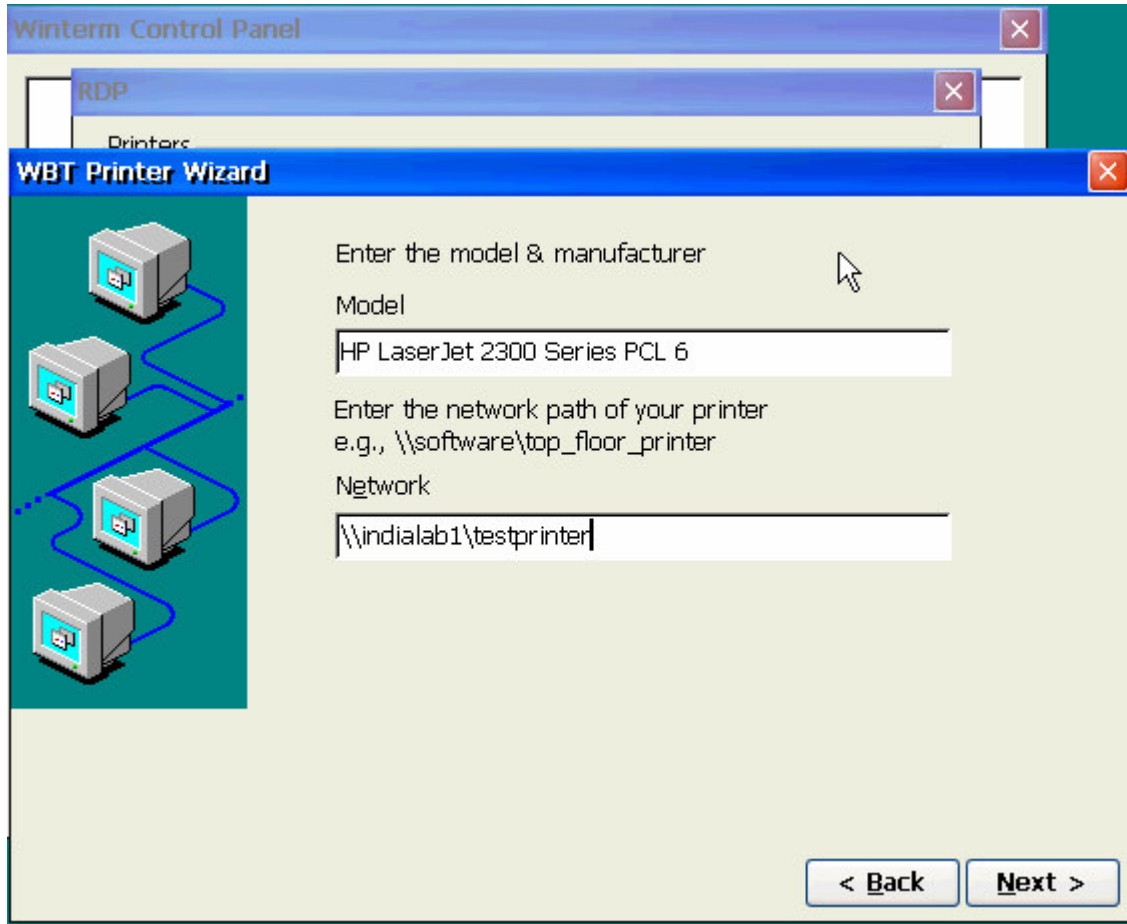 Winterm Control Panel
RDP
Printers
WBT Printer Wizard
Enter the model & manufacturer
Model
HP LaserJet 2300 Series PCL 6
Enter the network path of your printer
e.g., \\software\top_floor_printer
Network
\\indialab1\testprinter
< Back Next >